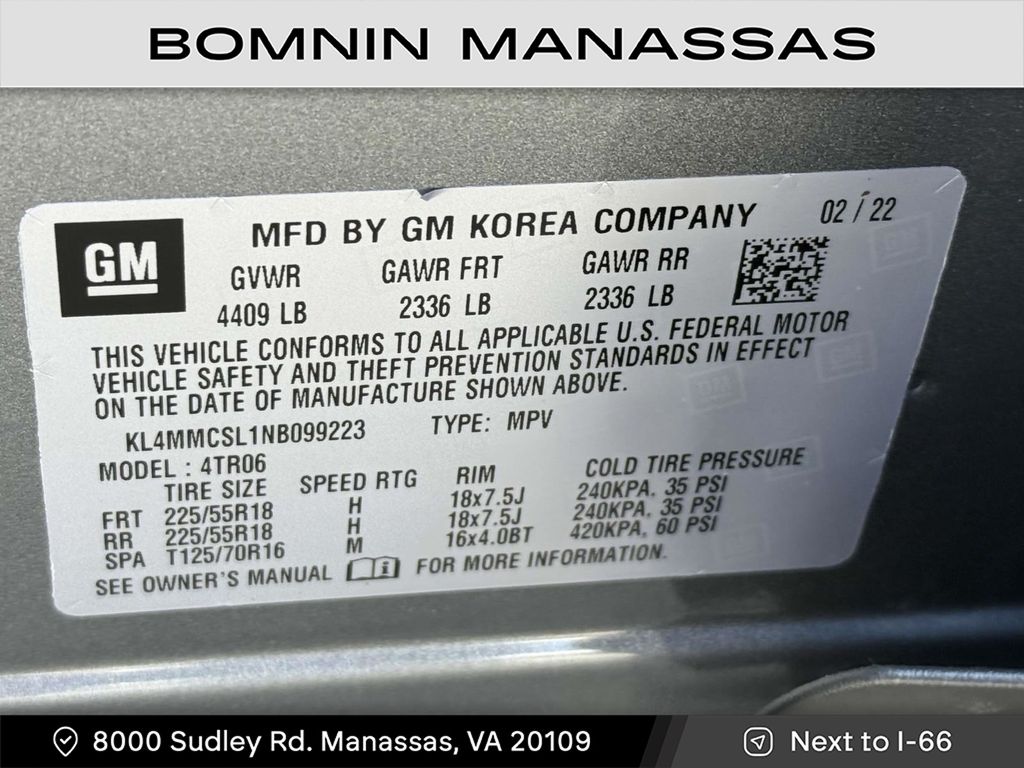 BOMNIN MANASSAS
GM
MFD BY GM KOREA COMPANY 02 / 22
GVWR GAWR FRT GAWR RR
4409 LB 2336 LB 2336 LB
THIS VEHICLE CONFORMS TO ALL APPLICABLE U.S. FEDERAL MOTOR
VEHICLE SAFETY AND THEFT PREVENTION STANDARDS IN EFFECT
ON THE DATE OF MANUFACTURE SHOWN ABOVE.
KL4MMCSL1NB099223 TYPE: MPV
MODEL : 4TR06
TIRE SIZE SPEED RTG RIM COLD TIRE PRESSURE
FRT 225/55R18 H 18x7.5J 240KPA, 35 PSI
RR 225/55R18 H 18x7.5J 240KPA, 35 PSI
SPA T125/70R16 M 16x4.0BT 420KPA, 60 PSI
SEE OWNER'S MANUAL FOR MORE INFORMATION.
8000 Sudley Rd. Manassas, VA 20109
Next to I-66